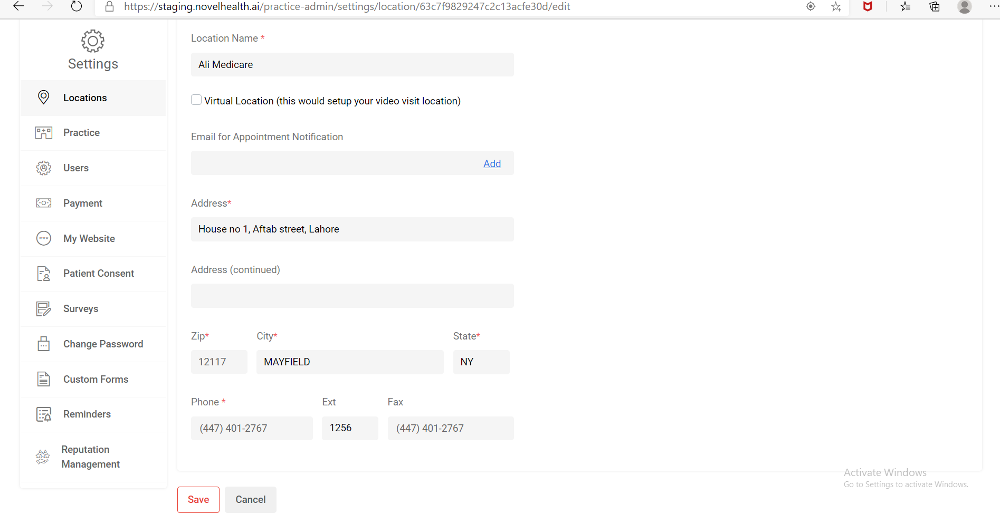 https://staging.novelhealth.ai/practice-admin/settings/location/63c7f9829247c2c13acfe30d/edit
Settings
Locations
Practice
Users
Payment
www
My Website
Patient Consent
Surveys
Change Password
Custom Forms
Reminders
Reputation
Management
Location Name *
Ali Medicare
Virtual Location (this would setup your video visit location)
Email for Appointment Notification
Add
Address*
House no 1, Aftab street, Lahore
Address (continued)
Zip* City* State*
12117 MAYFIELD NY
Phone * Ext Fax
(447) 401-2767 1256 (447) 401-2767
Save Cancel
Activate Windows
Go to Settings to activate Windows.